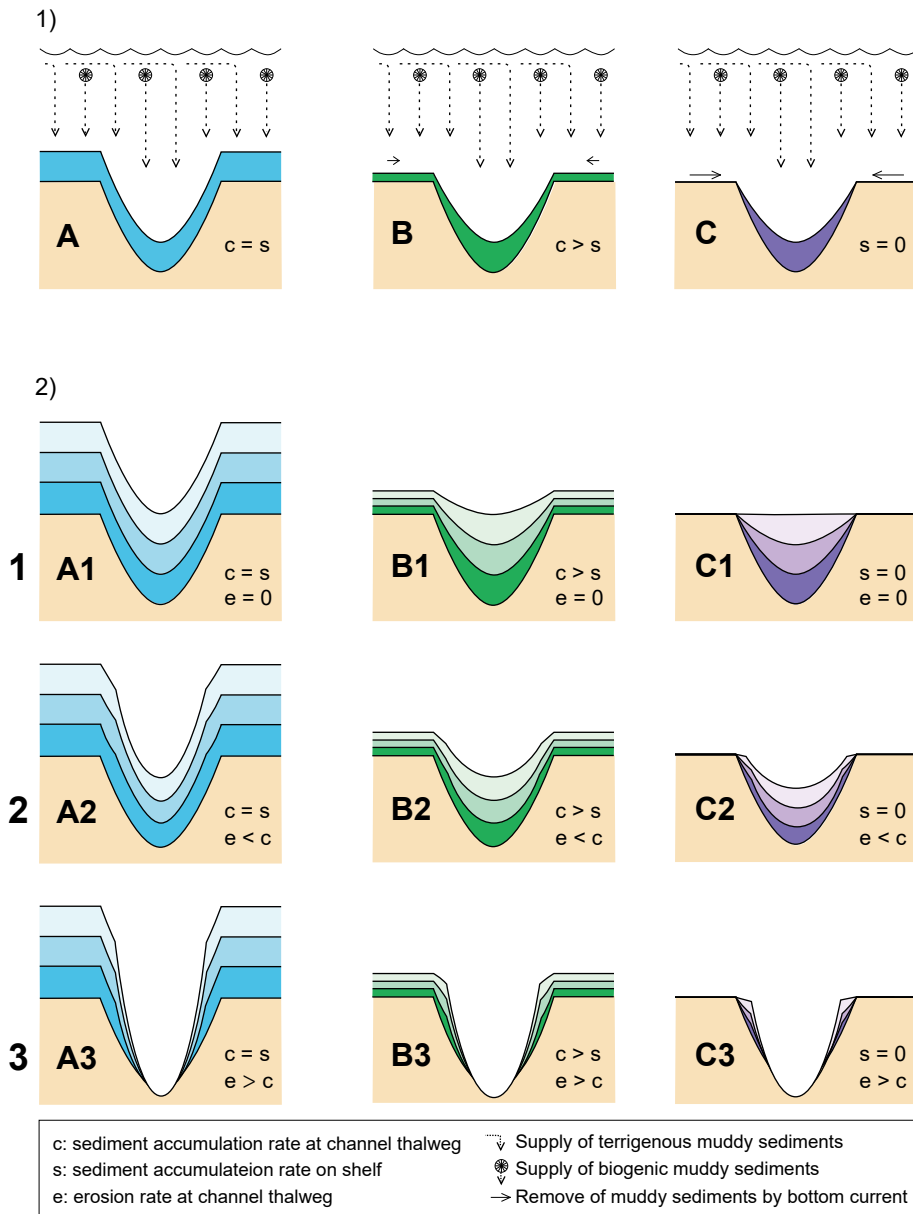 1)
A
c = s
B
c > s
C
s = 0
2)
1
A1
c = s
e = 0
B1
c > s
e = 0
C1
s = 0
e = 0
2
A2
c = s
e < c
B2
c > s
e < c
C2
s = 0
e < c
3
A3
c = s
e > c
B3
c > s
e > c
C3
s = 0
e > c
c: sediment accumulation rate at channel thalweg
s: sediment accumulateion rate on shelf
e: erosion rate at channel thalweg
Supply of terrigenous muddy sediments
Supply of biogenic muddy sediments
Remove of muddy sediments by bottom current